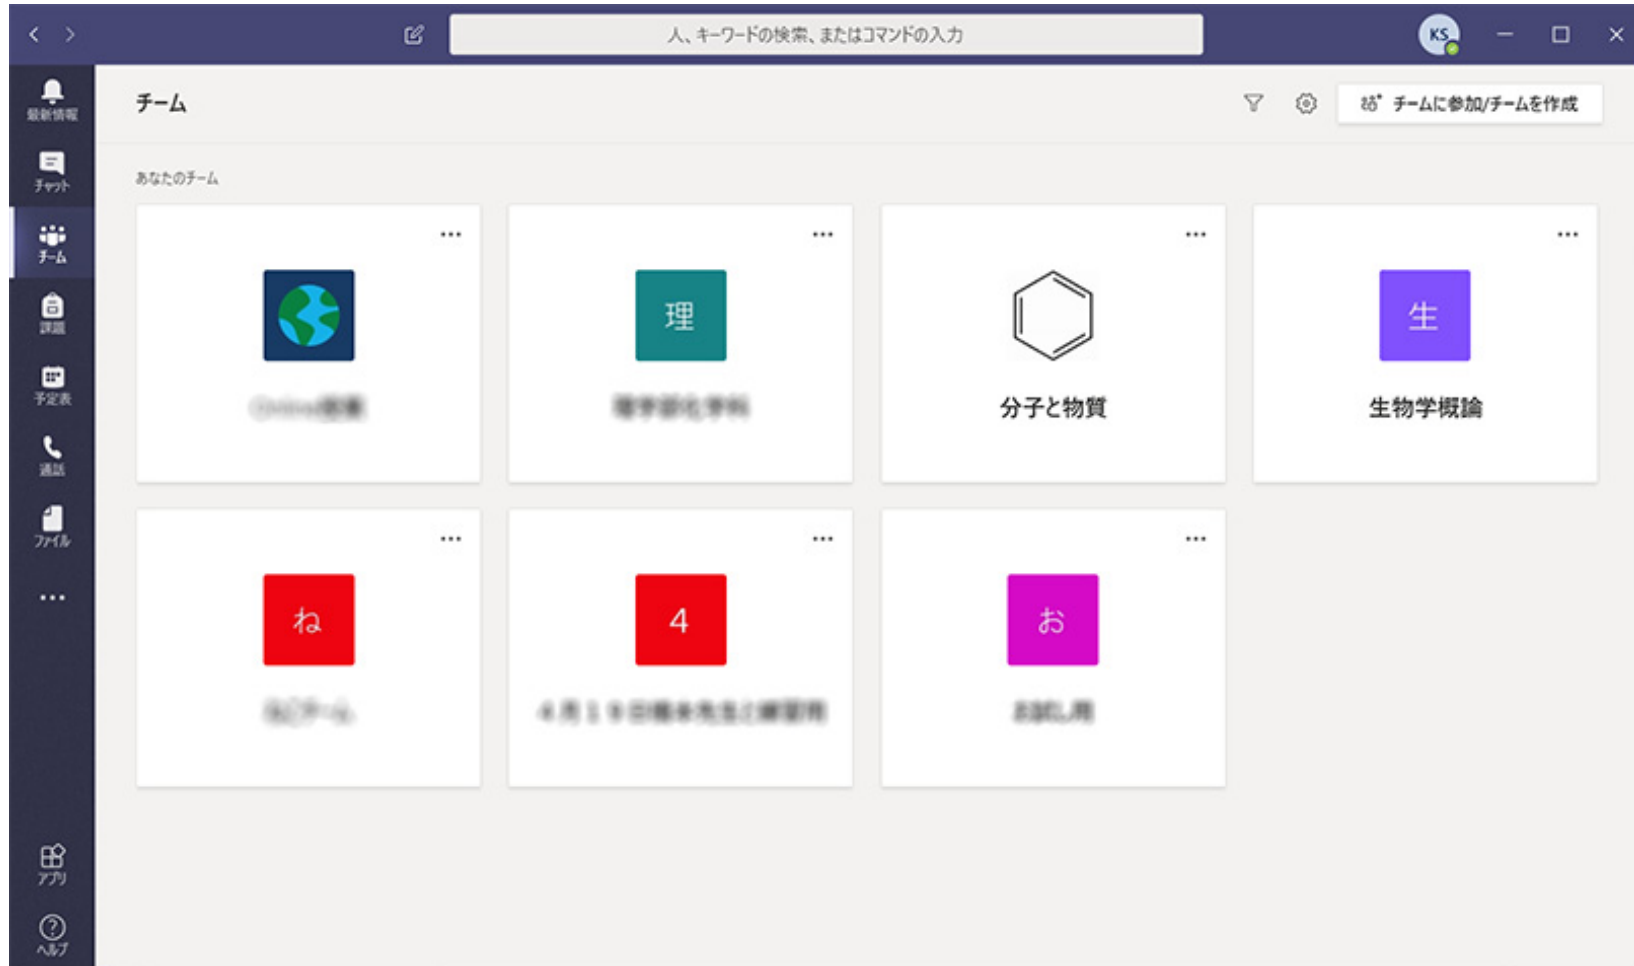 人、キーワードの検索、またはコマンドの入力
KS
最新情報
チーム
チームに参加/チームを作成
チャット
あなたのチーム
チーム
課題
予定表
通話
ファイル
理
生
分子と物質
生物学概論
ね
4
お
アプリ
ヘルプ